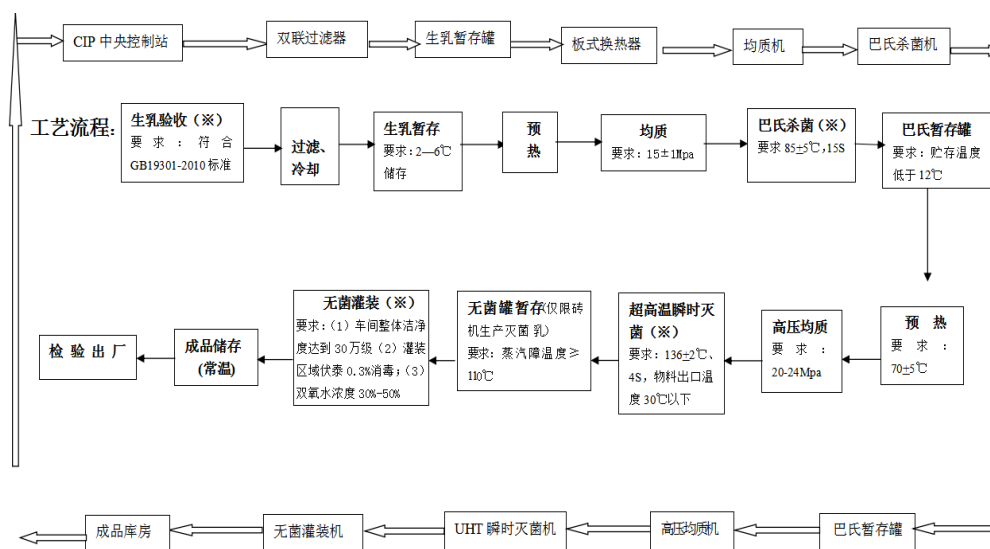 CIP 中央控制站
双联过滤器
生乳暂存罐
板式换热器
均质机
巴氏杀菌机
工艺流程：
生乳验收（※）
要求：符合
GB19301-2010标准
过滤、
冷却
生乳暂存
要求：2—6℃
储存
预
热
均质
要求：15±1Mpa
巴氏杀菌（※）
要求 85±5℃,15S
巴氏暂存罐
要求：贮存温度
低于12℃
预热
要求：
70±5℃
高压均质
要求：
20-24Mpa
超高温瞬时灭
菌（※）
要求：136±2℃、
4S，物料出口温
度 30℃以下
无菌罐暂存(仅限砖
机生产灭菌乳)
要求：蒸汽障温度≥
110℃
无菌灌装（※）
要求：（1）车间整体洁净
度达到 30 万级（2）灌装
区域伏泰 0.3%消毒；（3）
双氧水浓度 30%-50%
成品储存
(常温)
检验出厂
成品库房
无菌灌装机
UHT 瞬时灭菌机
高压均质机
巴氏暂存罐